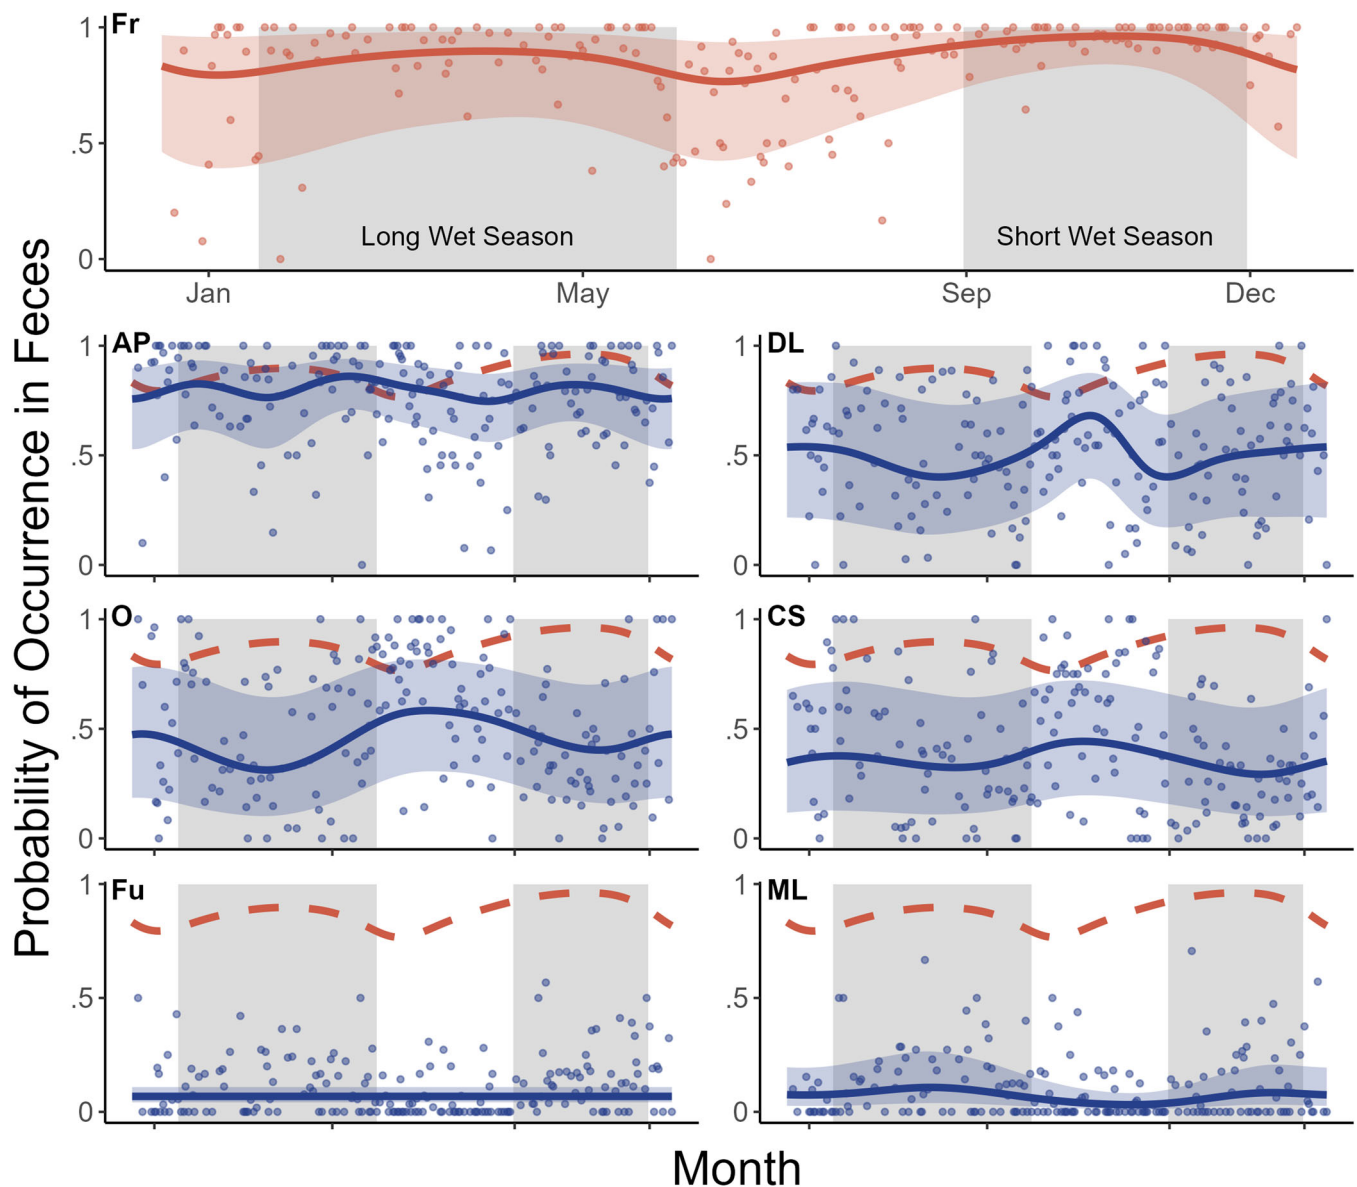 Probability of Occurrence in Feces
Fr
1
.5
0
Long Wet Season
Short Wet Season
Jan
May
Sep
Dec
AP
1
.5
0
DL
1
.5
0
O
1
.5
0
CS
1
.5
0
Fu
1
.5
0
ML
1
.5
0
Month